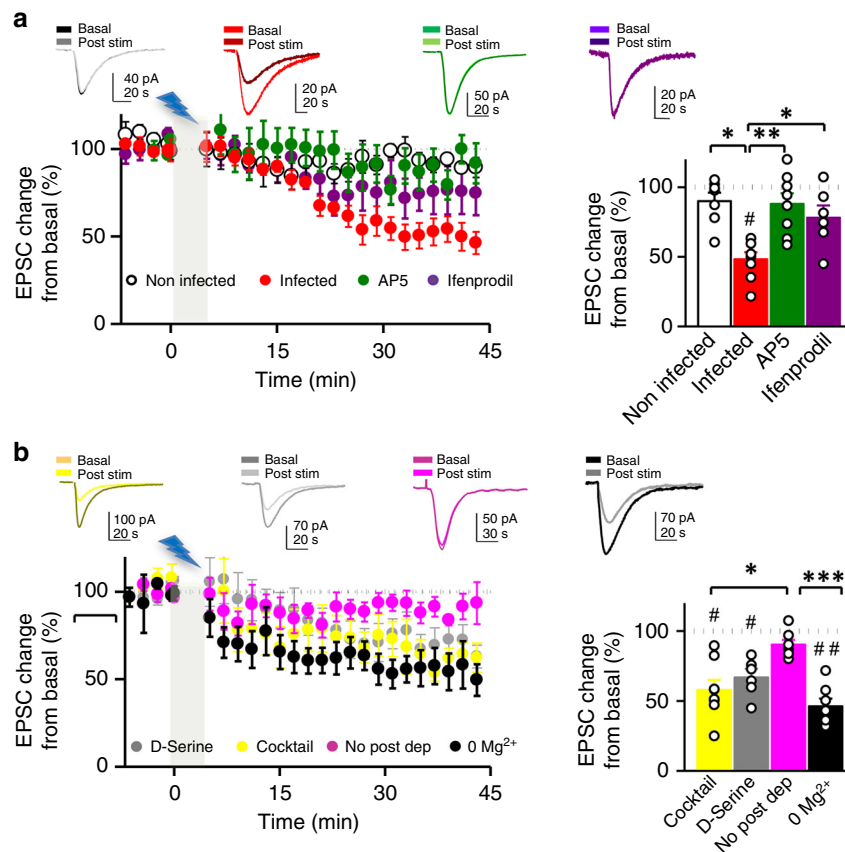 a
Basal
Post stim
40 pA
20 s
Basal
Post stim
20 pA
20 s
Basal
Post stim
50 pA
20 s
Basal
Post stim
20 pA
20 s
EPSC change
from basal (%)
100
50
0
Non infected Infected AP5 Ifenprodil
0 15 30 45
Time (min)
EPSC change
from basal (%)
100
50
0
* ** *
#
Non infected
Infected
AP5
Ifenprodil
b
Basal
Post stim
100 pA
20 s
Basal
Post stim
70 pA
20 s
Basal
Post stim
50 pA
30 s
Basal
Post stim
70 pA
20 s
EPSC change
from basal (%)
100
50
0
D-Serine Cocktail No post dep 0 Mg²⁺
0 15 30 45
Time (min)
EPSC change
from basal (%)
100
50
0
* ***
# # ##
Cocktail
D-Serine
No post dep
0 Mg²⁺